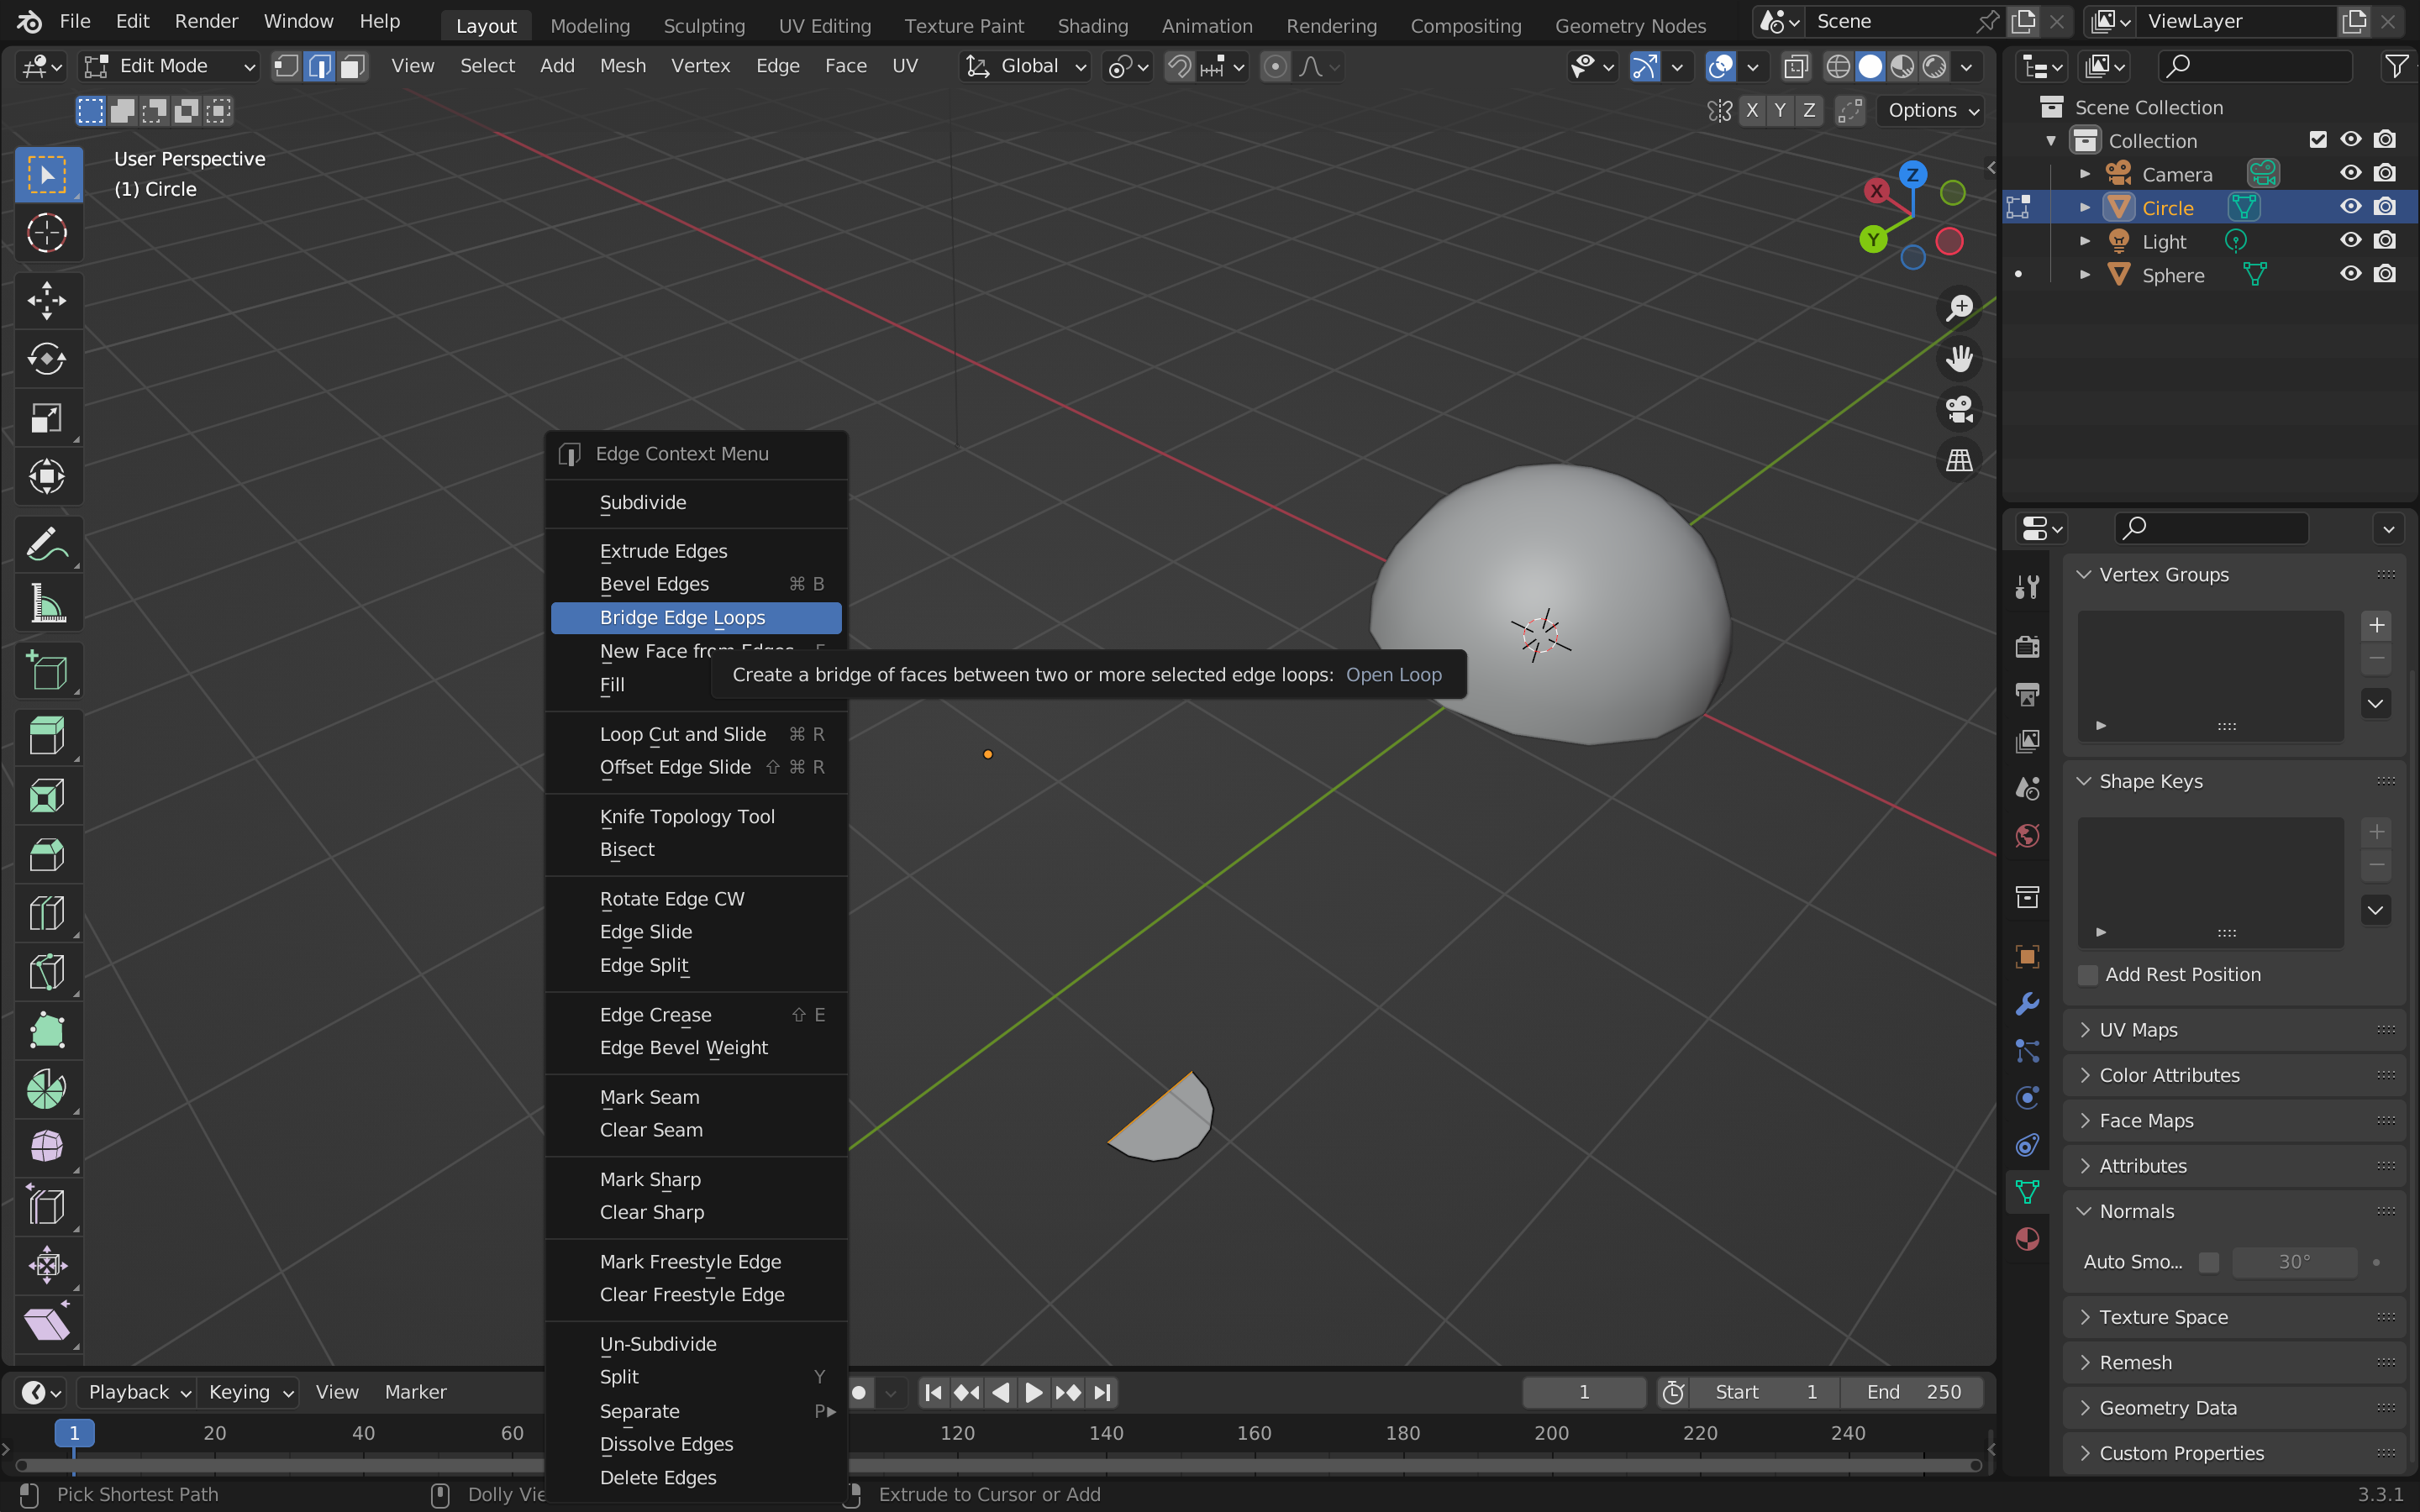 File Edit Render Window Help Layout Modeling Sculpting UV Editing Texture Paint Shading Animation Rendering Compositing Geometry Nodes Scene ViewLayer
Edit Mode View Select Add Mesh Vertex Edge Face UV Global
X Y Z Options
User Perspective
(1) Circle
Z
X
Y
Scene Collection
Collection
Camera
Circle
Light
Sphere
Edge Context Menu
Subdivide
Extrude Edges
Bevel Edges ⌘ B
Bridge Edge Loops
New Face from Edges F
Create a bridge of faces between two or more selected edge loops: Open Loop
Fill
Loop Cut and Slide ⌘ R
Offset Edge Slide ⇧ ⌘ R
Knife Topology Tool
Bisect
Rotate Edge CW
Edge Slide
Edge Split
Edge Crease ⇧ E
Edge Bevel Weight
Mark Seam
Clear Seam
Mark Sharp
Clear Sharp
Mark Freestyle Edge
Clear Freestyle Edge
Un-Subdivide
Split Y
Separate P
Dissolve Edges
Delete Edges
Vertex Groups
Shape Keys
Add Rest Position
UV Maps
Color Attributes
Face Maps
Attributes
Normals
Auto Smo... 30°
Texture Space
Remesh
Geometry Data
Custom Properties
Playback Keying View Marker 1 Start 1 End 250
1 20 40 60 120 140 160 180 200 220 240
Pick Shortest Path Dolly Vie Extrude to Cursor or Add 3.3.1